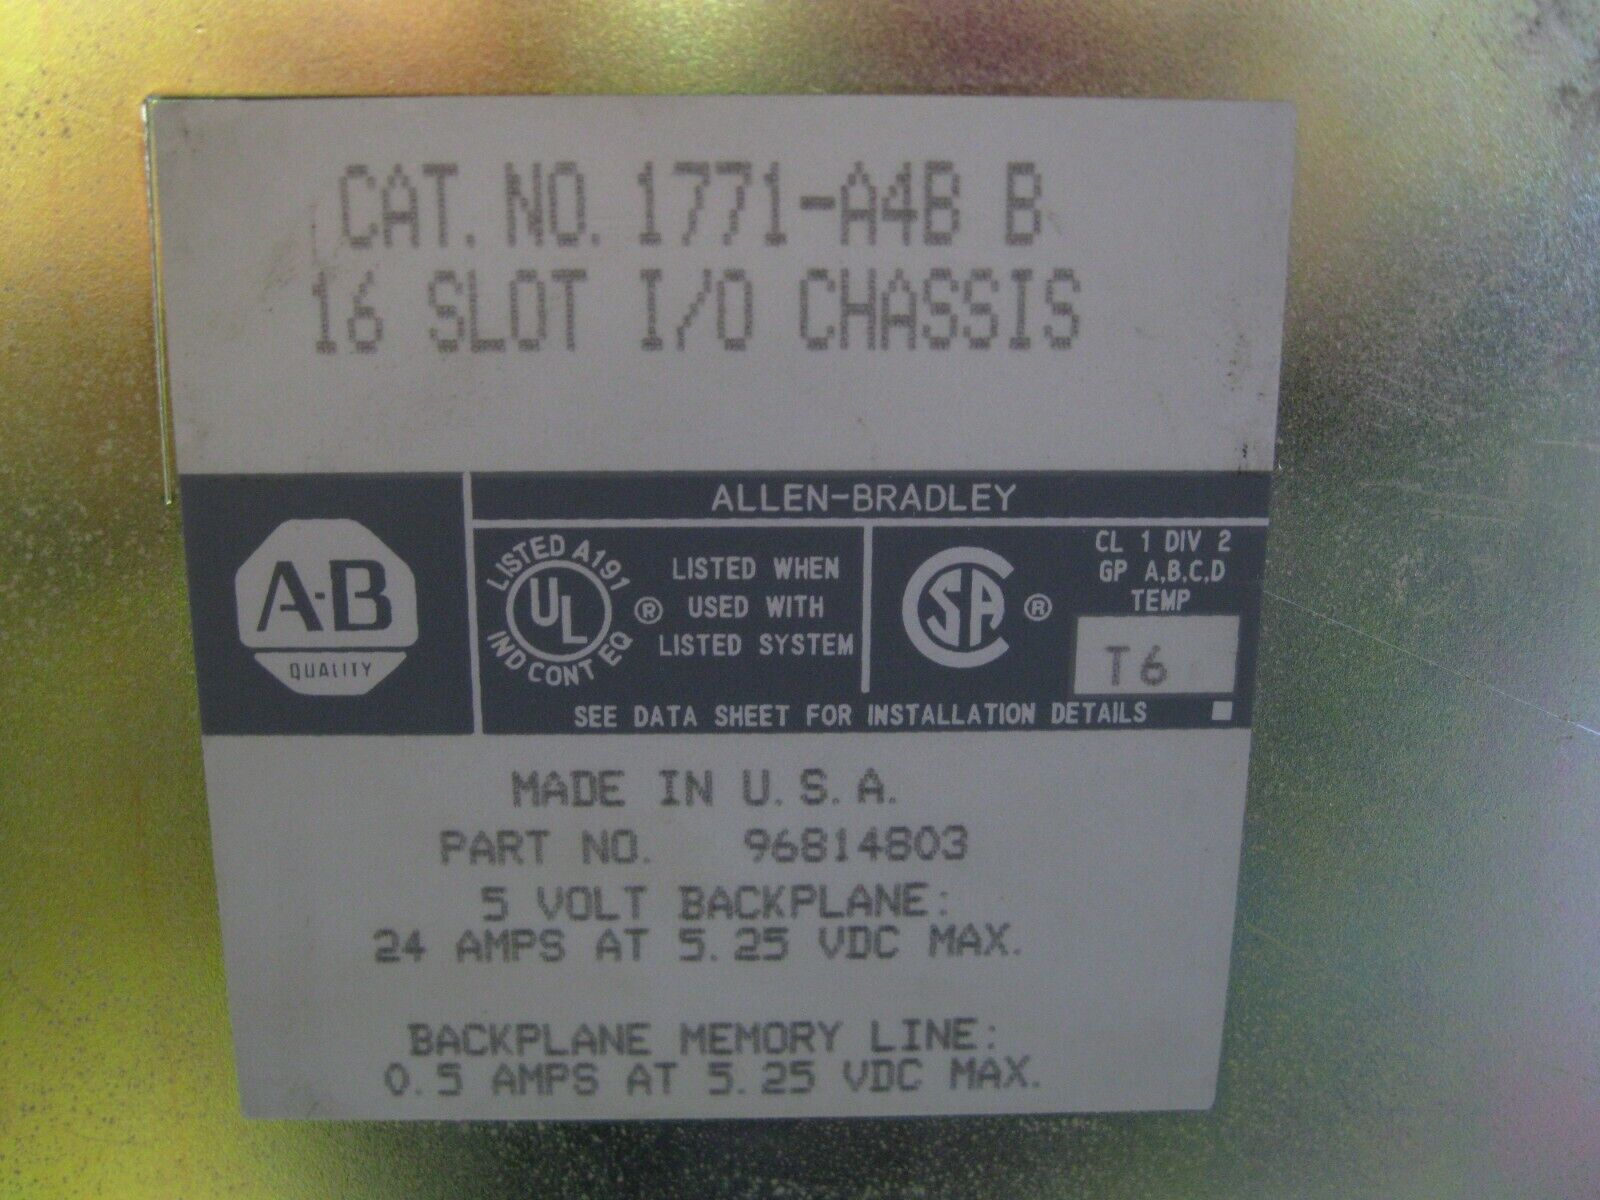 CAT. NO. 1771-A4B B
16 SLOT I/O CHASSIS
ALLEN-BRADLEY
A-B
QUALITY
LISTED A191
UL ®
IND CONT EQ
LISTED WHEN
USED WITH
LISTED SYSTEM
CSA ®
CL 1 DIV 2
GP A,B,C,D
TEMP
T6
SEE DATA SHEET FOR INSTALLATION DETAILS
MADE IN U.S.A.
PART NO. 96814803
5 VOLT BACKPLANE:
24 AMPS AT 5.25 VDC MAX.
BACKPLANE MEMORY LINE:
0.5 AMPS AT 5.25 VDC MAX.